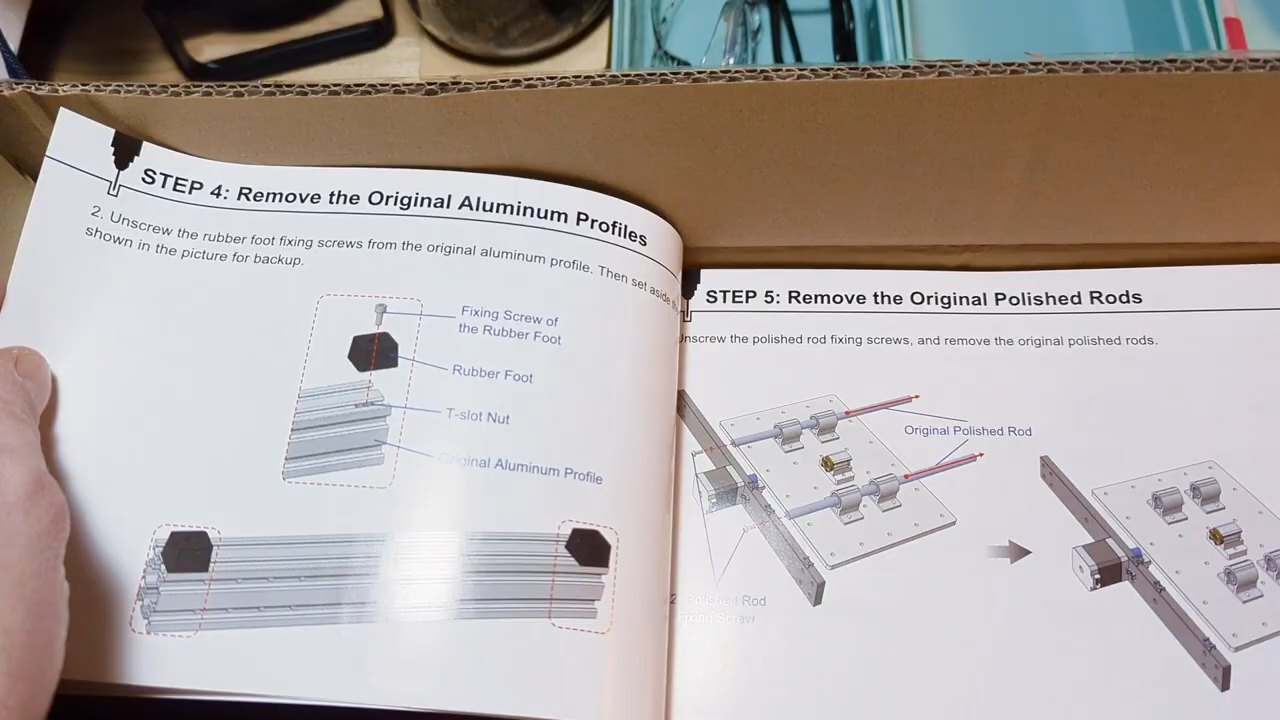 STEP 4: Remove the Original Aluminum Profiles
2. Unscrew the rubber foot fixing screws from the original aluminum profile. Then set aside
shown in the picture for backup.
Fixing Screw of
the Rubber Foot
Rubber Foot
T-slot Nut
Original Aluminum Profile
STEP 5: Remove the Original Polished Rods
Unscrew the polished rod fixing screws, and remove the original polished rods.
Original Polished Rod
Polished Rod
Fixing Screw